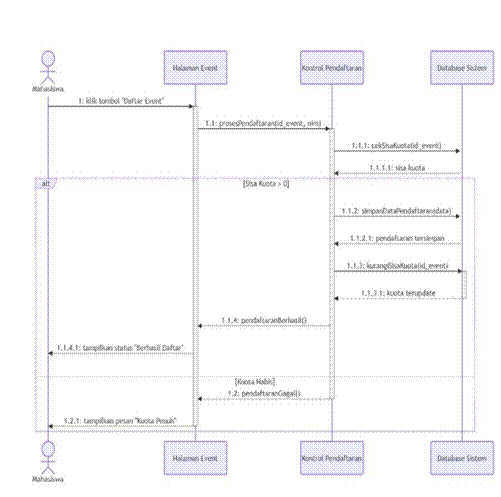 Mahasiswa
Halaman Event
Kontrol Pendaftaran
Database Sistem
1: klik tombol "Daftar Event"
1.1: prosesPendaftaran(id_event, nim)
1.1.1: cekSisaKuota(id_event)
1.1.1.1: sisa kuota
alt
[Sisa Kuota > 0]
1.1.2: simpanDataPendaftaran(data)
1.1.2.1: pendaftaran tersimpan
1.1.3: kurangiSisaKuota(id_event)
1.1.3.1: kuota terupdate
1.1.4: pendaftaranBerhasil()
1.1.4.1: tampilkan status "Berhasil Daftar"
[Kuota Habis]
1.2: pendaftaranGagal()
1.2.1: tampilkan pesan "Kuota Penuh"
Mahasiswa
Halaman Event
Kontrol Pendaftaran
Database Sistem